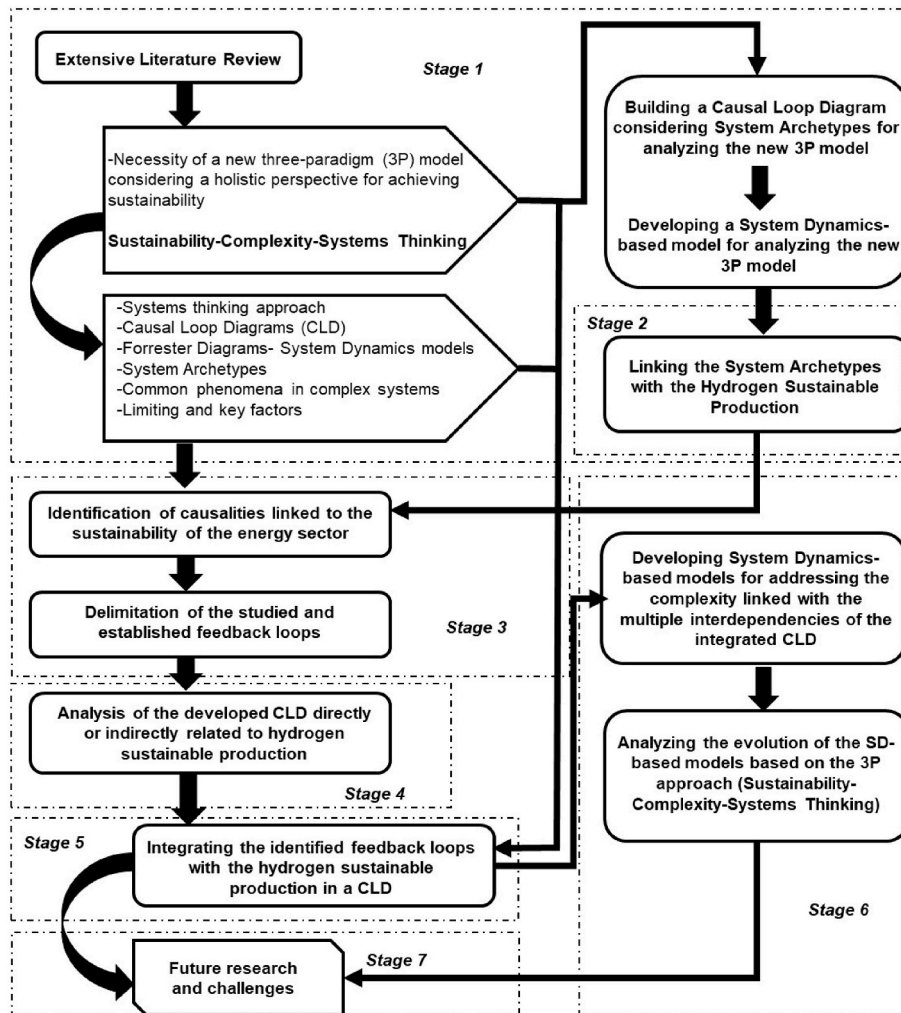 Extensive Literature Review
Stage 1
-Necessity of a new three-paradigm (3P) model
considering a holistic perspective for achieving
sustainability
Sustainability-Complexity-Systems Thinking
-Systems thinking approach
-Causal Loop Diagrams (CLD)
-Forrester Diagrams- System Dynamics models
-System Archetypes
-Common phenomena in complex systems
-Limiting and key factors
Building a Causal Loop Diagram
considering System Archetypes for
analyzing the new 3P model
Developing a System Dynamics-
based model for analyzing the new
3P model
Stage 2
Linking the System Archetypes
with the Hydrogen Sustainable
Production
Identification of causalities linked to the
sustainability of the energy sector
Delimitation of the studied and
established feedback loops
Stage 3
Analysis of the developed CLD directly
or indirectly related to hydrogen
sustainable production
Stage 4
Stage 5
Integrating the identified feedback loops
with the hydrogen sustainable
production in a CLD
Developing System Dynamics-
based models for addressing the
complexity linked with the
multiple interdependencies of the
integrated CLD
Analyzing the evolution of the SD-
based models based on the 3P
approach (Sustainability-
Complexity-Systems Thinking)
Stage 6
Stage 7
Future research
and challenges